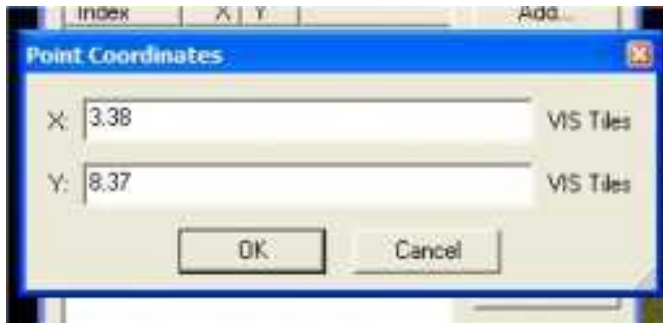 Index X Y Add...
Point Coordinates
X: 3.38 VIS Tiles
Y: 8.37 VIS Tiles
OK Cancel